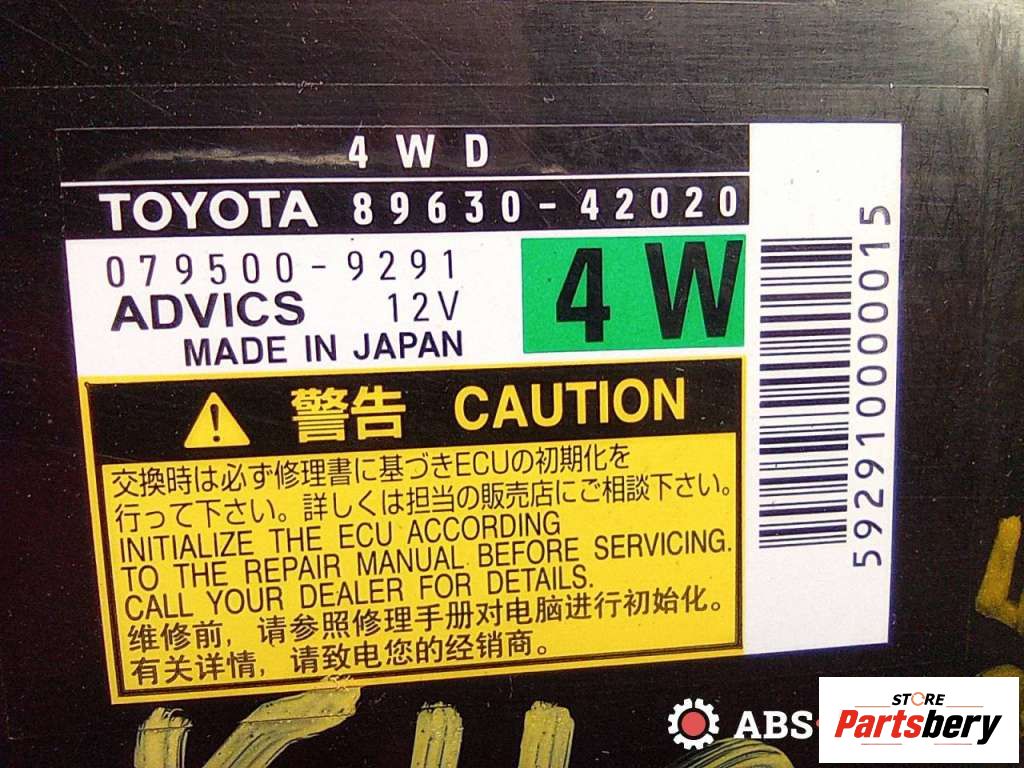 4WD
TOYOTA 89630-42020
079500-9291
ADVICS 12V
MADE IN JAPAN
4W
警告 CAUTION
交換時は必ず修理書に基づきECUの初期化を
行って下さい。詳しくは担当の販売店にご相談下さい。
INITIALIZE THE ECU ACCORDING
TO THE REPAIR MANUAL BEFORE SERVICING.
CALL YOUR DEALER FOR DETAILS.
维修前，请参照修理手册对电脑进行初始化。
有关详情，请致电您的经销商。
5929100000015
ABS
STORE
Partsbery